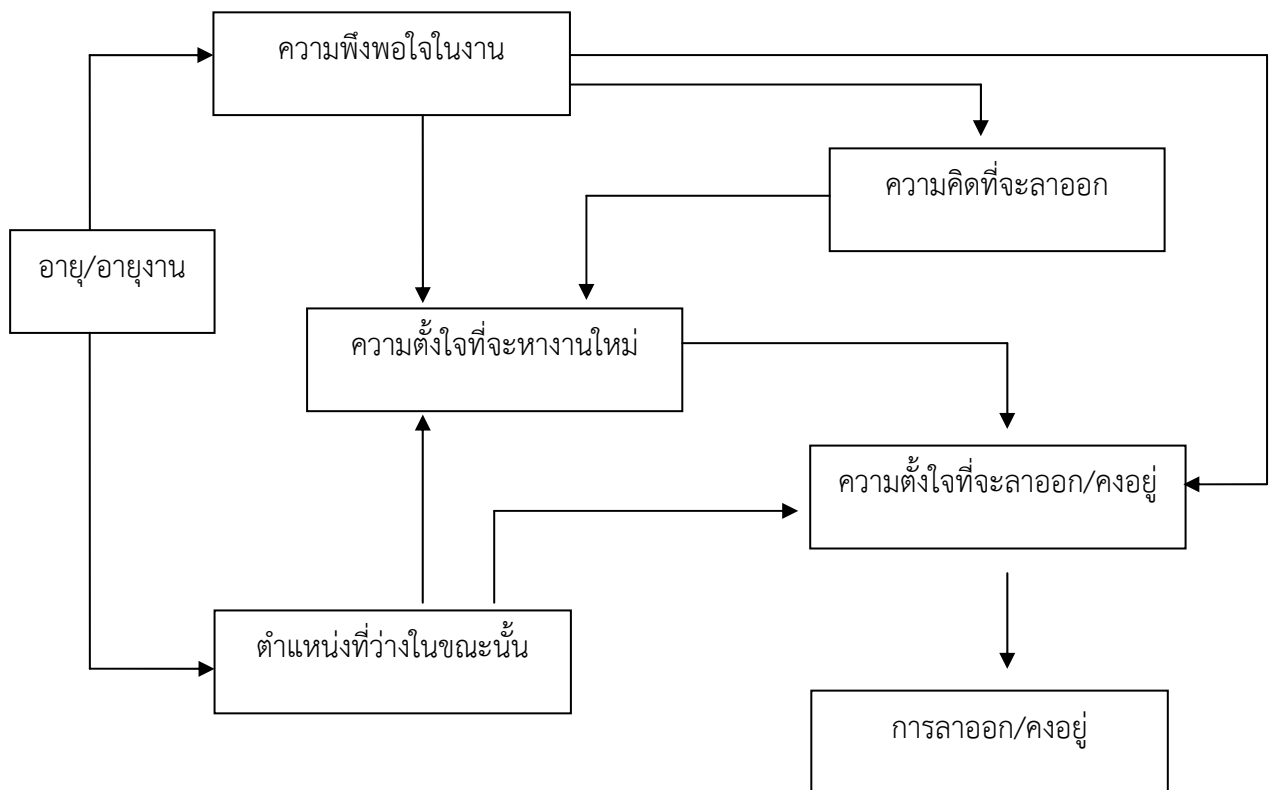 ความพึงพอใจในงาน
ความคิดที่จะลาออก
อายุ/อายุงาน
ความตั้งใจที่จะหางานใหม่
ความตั้งใจที่จะลาออก/คงอยู่
ตำแหน่งที่ว่างในขณะนั้น
การลาออก/คงอยู่